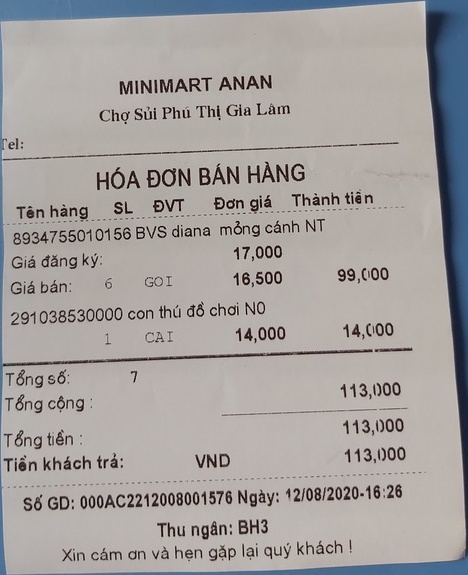 MINIMART ANAN
Chợ Sủi Phú Thị Gia Lâm
Tel:
HÓA ĐƠN BÁN HÀNG
Tên hàng SL ĐVT Đơn giá Thành tiền
8934755010156 BVS diana mỏng cánh NT
Giá đăng ký: 17,000
Giá bán: 6 GOI 16,500 99,000
291038530000 con thú đồ chơi N0
1 CAI 14,000 14,000
Tổng số: 7
Tổng cộng : 113,000
Tổng tiền : 113,000
Tiền khách trả: VND 113,000
Số GD: 000AC2212008001576 Ngày: 12/08/2020-16:26
Thu ngân: BH3
Xin cám ơn và hẹn gặp lại quý khách !